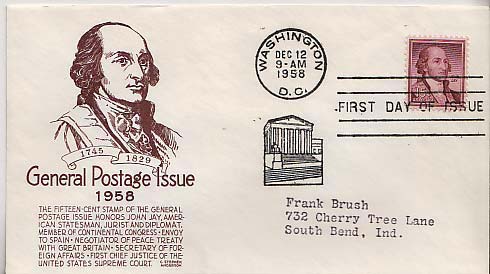 WASHINGTON
DEC 12
9-AM
1958
D.C.
FIRST DAY OF ISSUE
1745
1829
General Postage Issue
1958
THE FIFTEEN-CENT STAMP OF THE GENERAL
POSTAGE ISSUE HONORS JOHN JAY, AMER-
ICAN STATESMAN, JURIST AND DIPLOMAT.
MEMBER OF CONTINENTAL CONGRESS · ENVOY
TO SPAIN · NEGOTIATOR OF PEACE TREATY
WITH GREAT BRITAIN · SECRETARY OF FOR-
EIGN AFFAIRS · FIRST CHIEF JUSTICE OF THE
UNITED STATES SUPREME COURT.
C. STEPHEN
ANDERSON
Frank Brush
732 Cherry Tree Lane
South Bend, Ind.